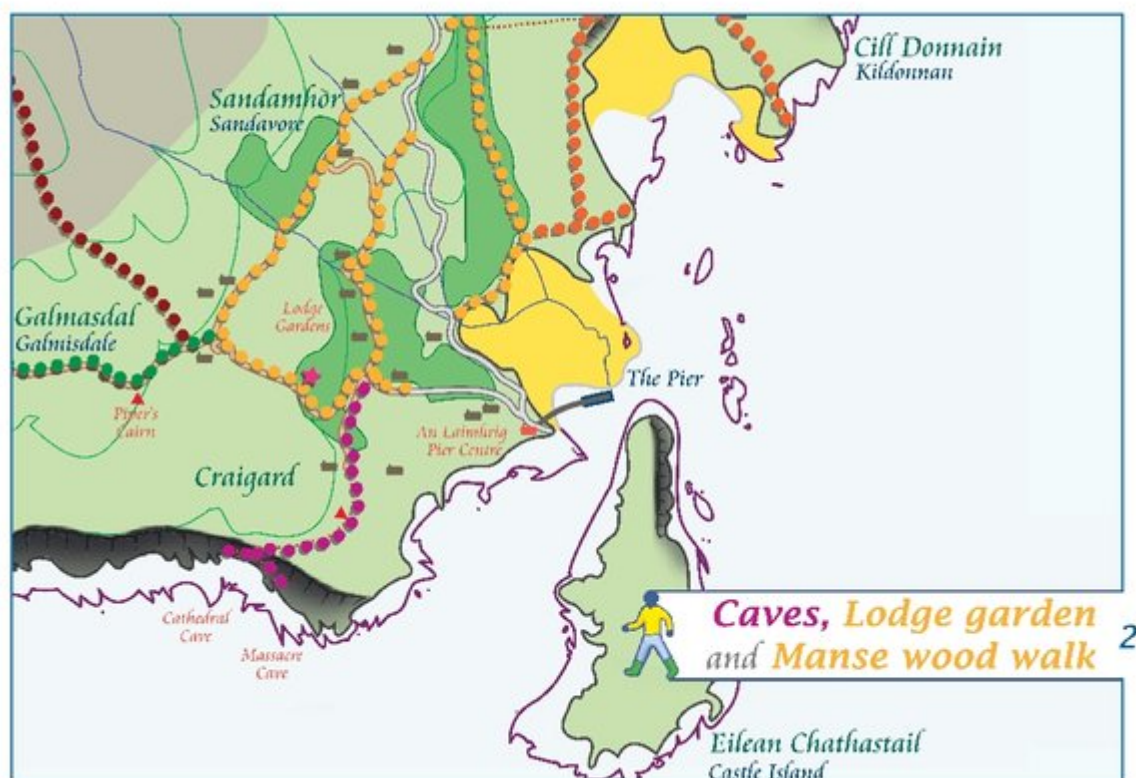 Cill Donnain
Kildonnan
Sandamhòr
Sandavore
Lodge
Gardens
Galmasdal
Galmisdale
The Pier
Piper's
Cairn
An Laimhrig
Pier Centre
Craigard
Cathedral
Cave
Massacre
Cave
Caves, Lodge garden
and Manse wood walk
2
Eilean Chathastail
Castle Island